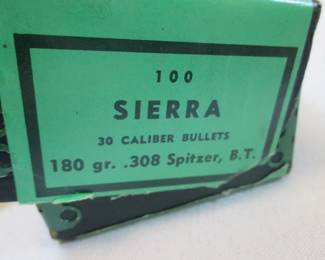 100
SIERRA
30 CALIBER BULLETS
180 gr. .308 Spitzer, B.T.